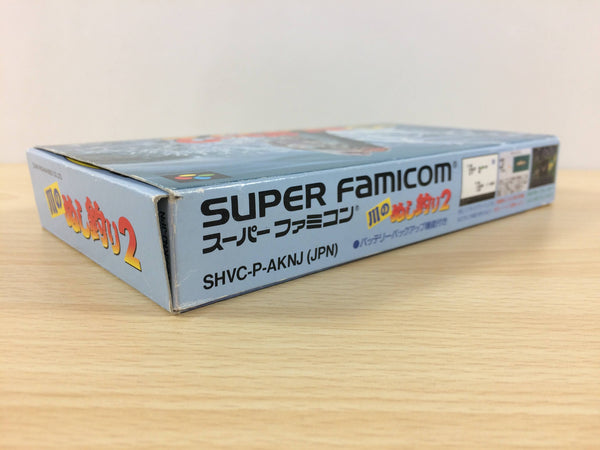 川のぬし釣り2
SUPER FAMICOM®
スーパーファミコン®
川のぬし釣り2
SHVC-P-AKNJ (JPN)
●バッテリーバックアップ機能付き